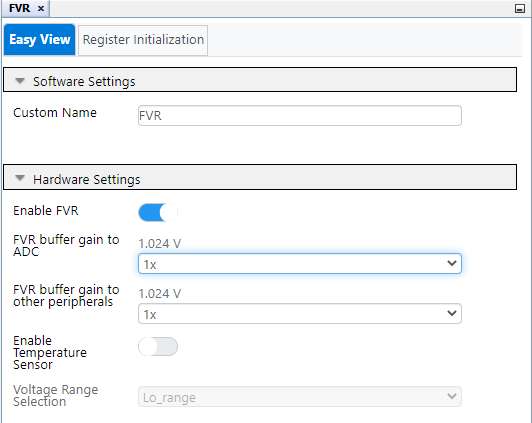 FVR ×
Easy View
Register Initialization
Software Settings
Custom Name
FVR
Hardware Settings
Enable FVR
FVR buffer gain to
ADC
1.024 V
1x
FVR buffer gain to
other peripherals
1.024 V
1x
Enable
Temperature
Sensor
Voltage Range
Selection
Lo_range